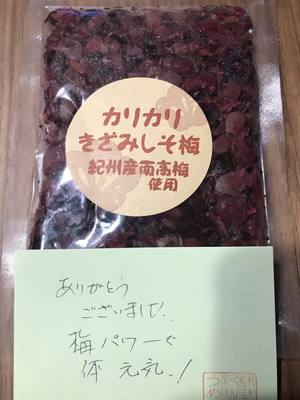 カリカリ
きざみしそ梅
紀州産南高梅
使用
ありがとう
ございました!
梅パワーで
体 元気!